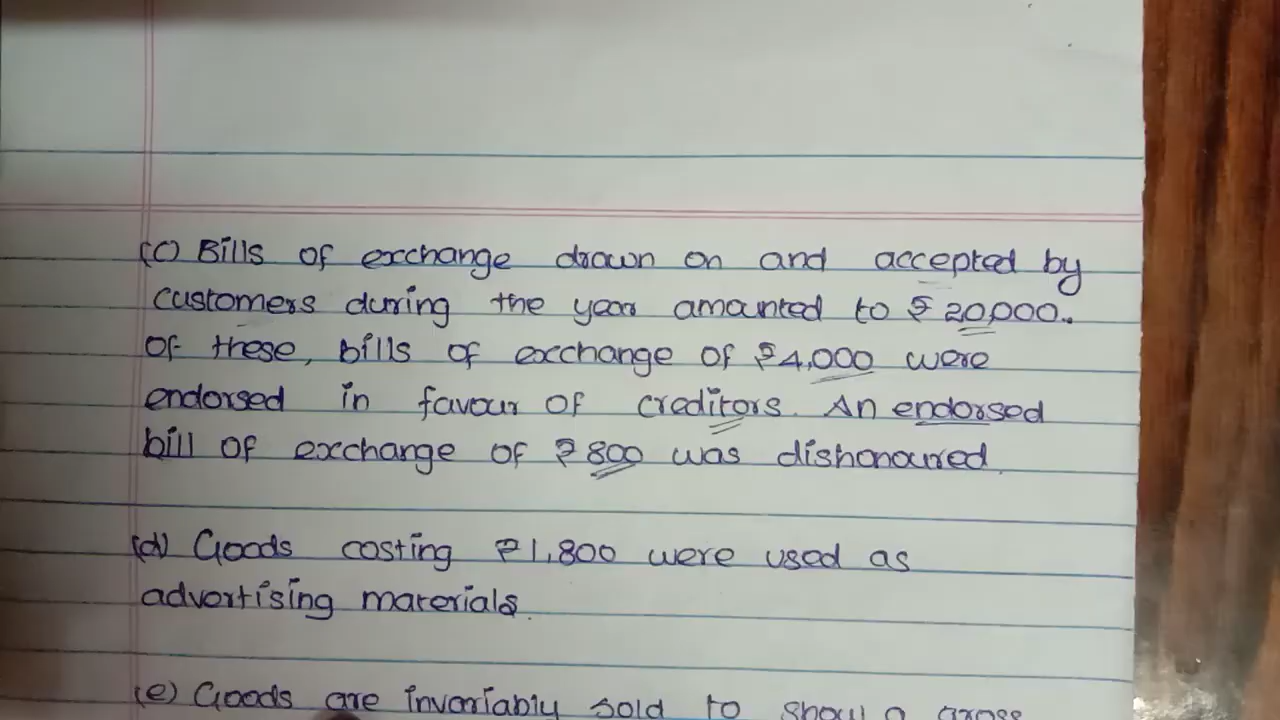 (c) Bills of exchange drawn on and accepted by
customers during the year amounted to ₹ 20,000.
Of these, bills of exchange of ₹4,000 were
endorsed in favour of creditors. An endorsed
bill of exchange of ₹800 was dishonoured.
(d) Goods costing ₹1,800 were used as
advertising materials.
(e) Goods are invariably sold to show a gross